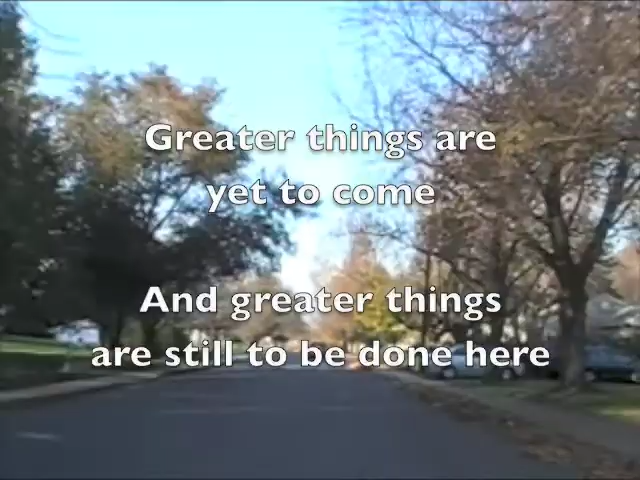 Greater things are
yet to come
And greater things
are still to be done here